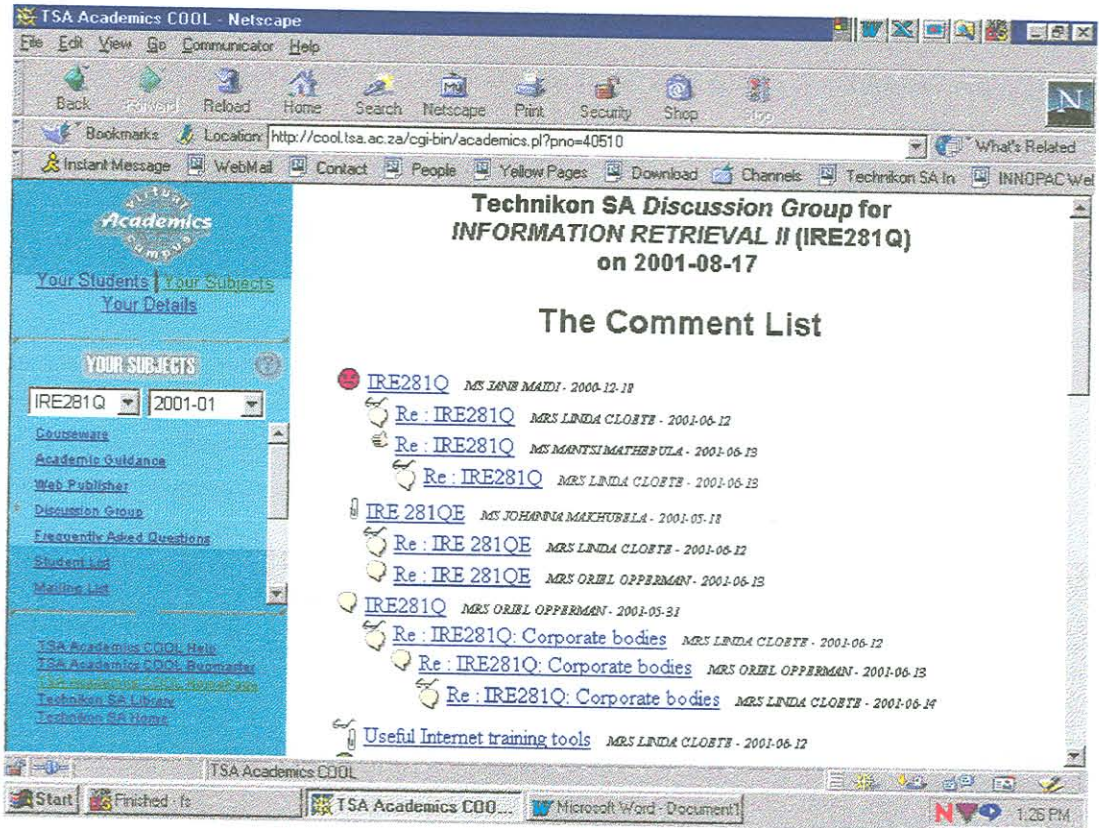 TSA Academics COOL - Netscape
File Edit View Go Communicator Help
Back Forward Reload Home Search Netscape Print Security Shop Stop
Bookmarks Location: http://cool.tsa.ac.za/cgi-bin/academics.pl?pno=40510 What's Related
Instant Message WebMail Contact People Yellow Pages Download Channels Technikon SA In INNOPAC Wel
Virtual
Academics
Campus
Your Students | Your Subjects
Your Details
YOUR SUBJECTS
IRE281Q 2001-01
Courseware
Academic Guidance
Web Publisher
Discussion Group
Frequently Asked Questions
Student List
Mailing List
TSA Academics COOL Help
TSA Academics COOL Bugmaster
TSA Academics COOL
Technikon SA Library
Technikon SA Home
Technikon SA Discussion Group for
INFORMATION RETRIEVAL II (IRE281Q)
on 2001-08-17
The Comment List
IRE281Q MS JANE MAIDI - 2000-12-18
Re : IRE281Q MRS LINDA CLOETE - 2001-06-12
Re : IRE281Q MS MANTSI MATHEBULA - 2001-06-13
Re : IRE281Q MRS LINDA CLOETE - 2001-06-13
IRE 281QE MS JOHANNA MAKHUBELA - 2001-05-18
Re : IRE 281QE MRS LINDA CLOETE - 2001-06-12
Re : IRE 281QE MRS ORIEL OPPERMAN - 2001-06-13
IRE281Q MRS ORIEL OPPERMAN - 2001-05-31
Re : IRE281Q: Corporate bodies MRS LINDA CLOETE - 2001-06-12
Re : IRE281Q: Corporate bodies MRS ORIEL OPPERMAN - 2001-06-13
Re : IRE281Q: Corporate bodies MRS LINDA CLOETE - 2001-06-14
Useful Internet training tools MRS LINDA CLOETE - 2001-06-12
TSA Academics COOL
Start Finished - fs TSA Academics COO... Microsoft Word - Document1 1:26 PM